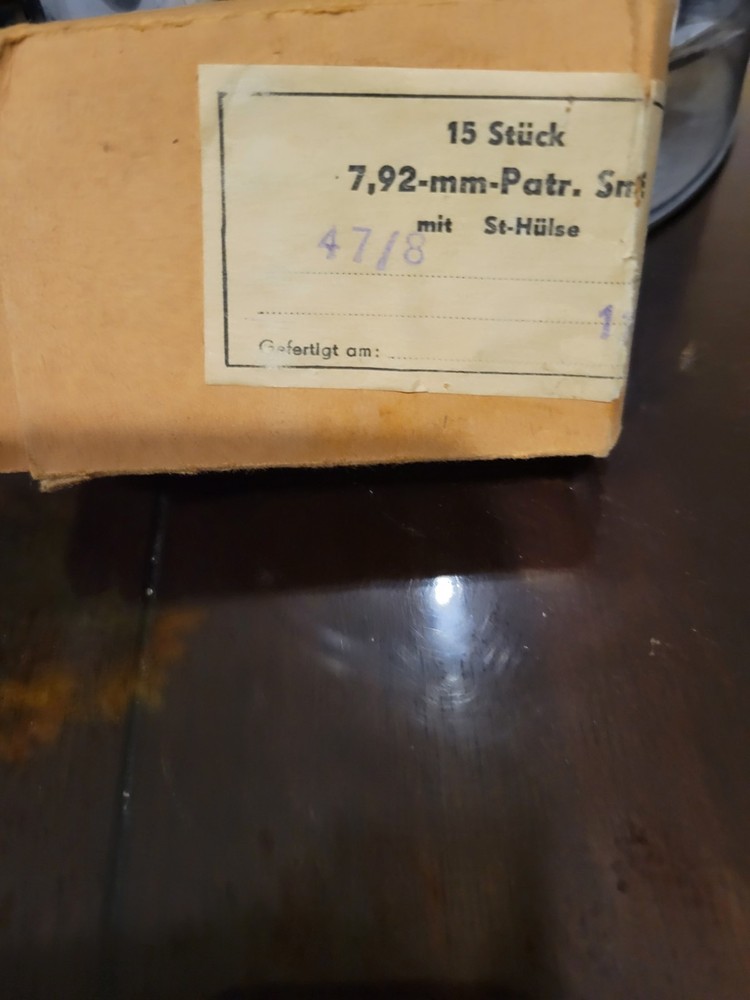 15 Stück
7,92-mm-Patr.
mit St-Hülse
47/8
Gefertigt am: